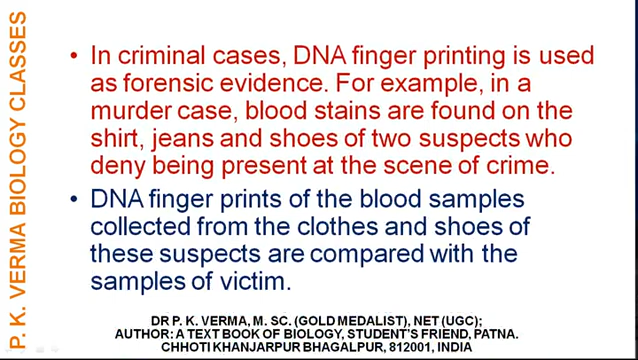 P. K. VERMA BIOLOGY CLASSES
• In criminal cases, DNA finger printing is used
as forensic evidence. For example, in a
murder case, blood stains are found on the
shirt, jeans and shoes of two suspects who
deny being present at the scene of crime.
• DNA finger prints of the blood samples
collected from the clothes and shoes of
these suspects are compared with the
samples of victim.
DR P. K. VERMA, M. SC. (GOLD MEDALIST), NET (UGC);
AUTHOR: A TEXT BOOK OF BIOLOGY, STUDENT'S FRIEND, PATNA.
CHHOTI KHANJARPUR BHAGALPUR, 812001, INDIA